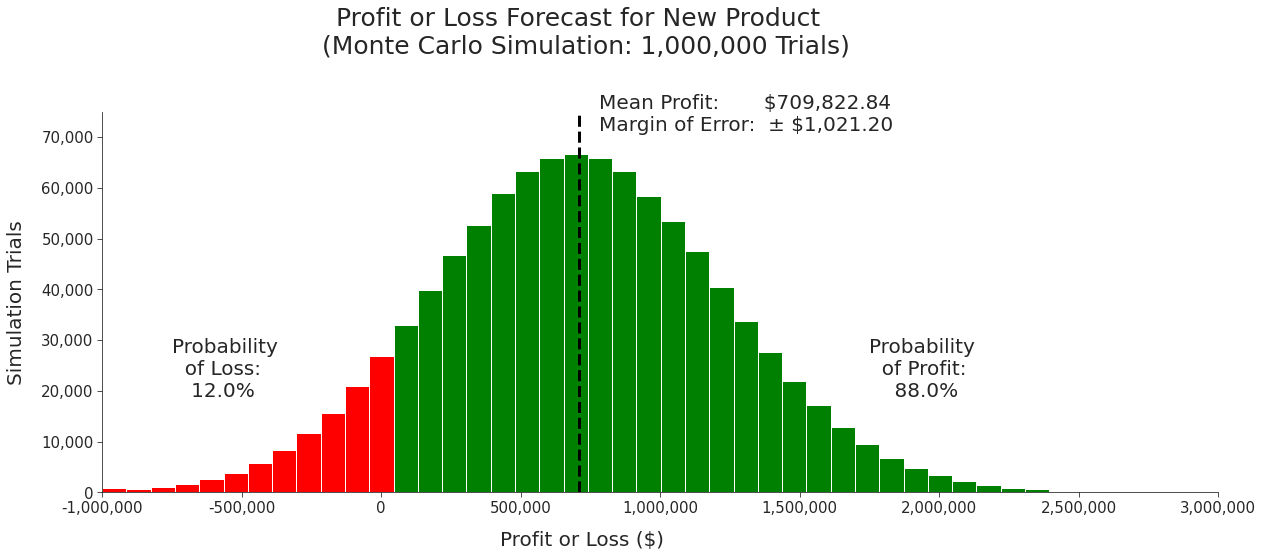 Profit or Loss Forecast for New Product
(Monte Carlo Simulation: 1,000,000 Trials)
Mean Profit: $709,822.84
Margin of Error: ± $1,021.20
Simulation Trials
70,000
60,000
50,000
40,000
30,000
20,000
10,000
0
Probability
of Loss:
12.0%
Probability
of Profit:
88.0%
-1,000,000
-500,000
0
500,000
1,000,000
1,500,000
2,000,000
2,500,000
3,000,000
Profit or Loss ($)